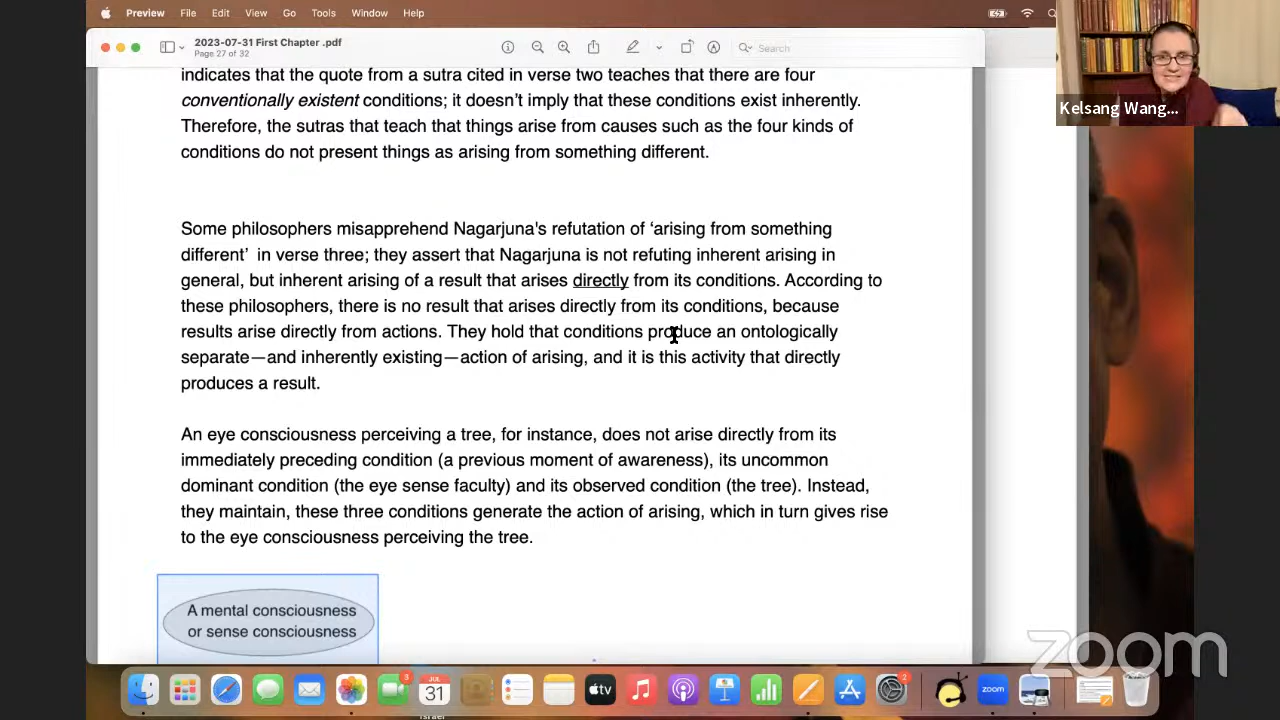 Preview File Edit View Go Tools Window Help
2023-07-31 First Chapter .pdf
Page 27 of 32
Search
Kelsang Wang...
indicates that the quote from a sutra cited in verse two teaches that there are four
conventionally existent conditions; it doesn't imply that these conditions exist inherently.
Therefore, the sutras that teach that things arise from causes such as the four kinds of
conditions do not present things as arising from something different.
Some philosophers misapprehend Nagarjuna's refutation of ‘arising from something
different’ in verse three; they assert that Nagarjuna is not refuting inherent arising in
general, but inherent arising of a result that arises directly from its conditions. According to
these philosophers, there is no result that arises directly from its conditions, because
results arise directly from actions. They hold that conditions produce an ontologically
separate—and inherently existing—action of arising, and it is this activity that directly
produces a result.
An eye consciousness perceiving a tree, for instance, does not arise directly from its
immediately preceding condition (a previous moment of awareness), its uncommon
dominant condition (the eye sense faculty) and its observed condition (the tree). Instead,
they maintain, these three conditions generate the action of arising, which in turn gives rise
to the eye consciousness perceiving the tree.
A mental consciousness
or sense consciousness
zoom
3
JUL
31
tv
zoom
2